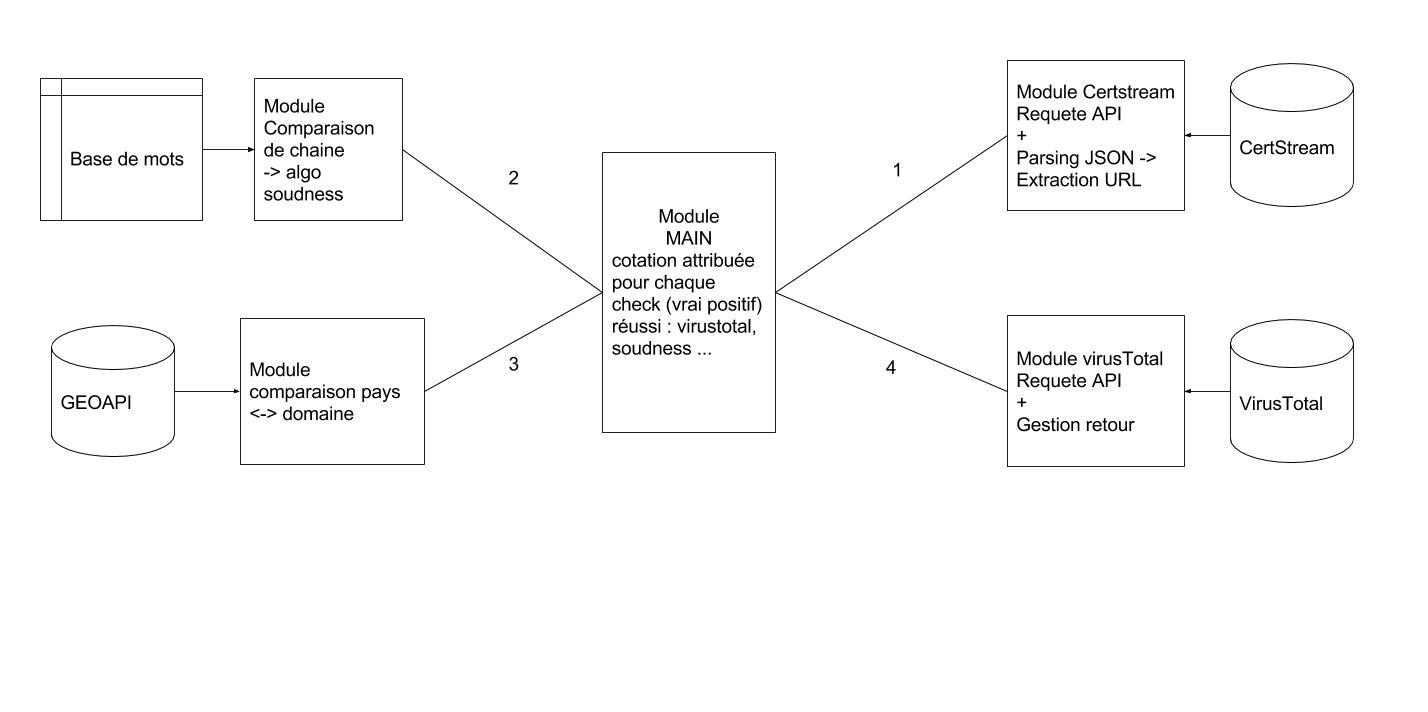 Base de mots
Module
Comparaison
de chaine
-> algo
soudness
2
GEOAPI
Module
comparaison pays
<-> domaine
3
Module
MAIN
cotation attribuée
pour chaque
check (vrai positif)
réussi : virustotal,
soudness ...
1
Module Certstream
Requete API
+
Parsing JSON ->
Extraction URL
CertStream
4
Module virusTotal
Requete API
+
Gestion retour
VirusTotal